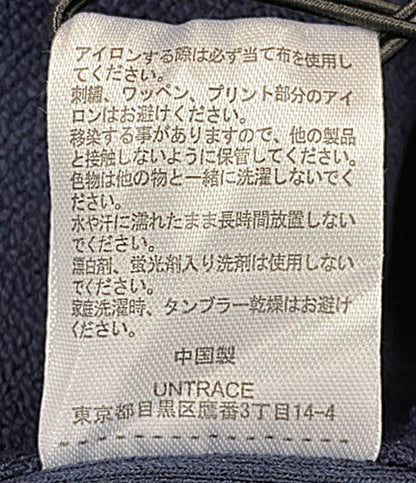 アイロンする際は必ず当て布を使用し
てください。
刺繍、ワッペン、プリント部分のアイ
ロンはお避けください。
移染する事がありますので、他の製品
と接触しないように保管してください。
色物は他の物と一緒に洗濯しないでく
ださい。
水や汗に濡れたまま長時間放置しない
でください。
漂白剤、蛍光剤入り洗剤は使用しない
でください。
家庭洗濯時、タンブラー乾燥はお避け
ください。
中国製
UNTRACE
東京都目黒区鷹番3丁目14-4